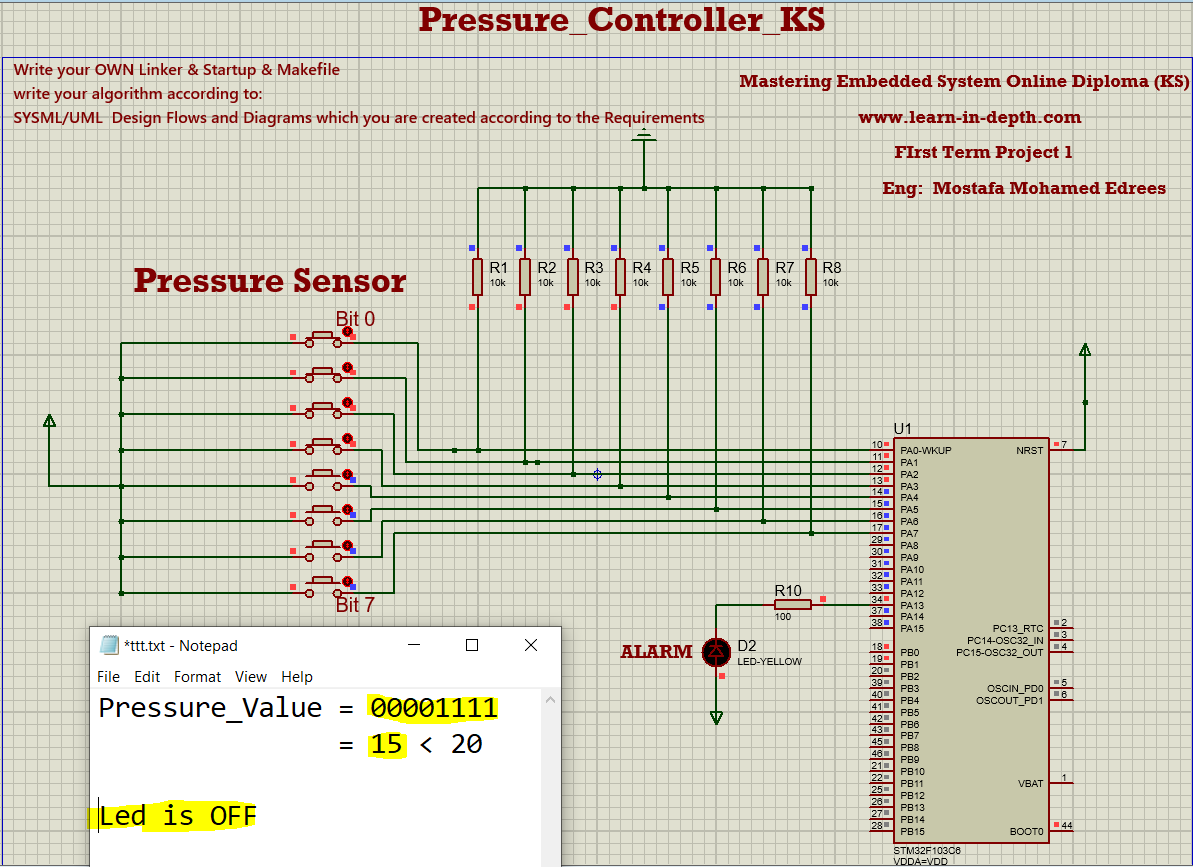 Pressure_Controller_KS
Write your OWN Linker & Startup & Makefile
write your algorithm according to:
SYSML/UML Design Flows and Diagrams which you are created according to the Requirements
Mastering Embedded System Online Diploma (KS)
www.learn-in-depth.com
FIrst Term Project 1
Eng: Mostafa Mohamed Edrees
R1
10k
R2
10k
R3
10k
R4
10k
R5
10k
R6
10k
R7
10k
R8
10k
Pressure Sensor
Bit 0
Bit 7
U1
10 PA0-WKUP
11 PA1
12 PA2
13 PA3
14 PA4
15 PA5
16 PA6
17 PA7
29 PA8
30 PA9
31 PA10
32 PA11
33 PA12
34 PA13
37 PA14
38 PA15
18 PB0
19 PB1
20 PB2
39 PB3
40 PB4
41 PB5
42 PB6
43 PB7
45 PB8
46 PB9
21 PB10
22 PB11
25 PB12
26 PB13
27 PB14
28 PB15
NRST 7
PC13_RTC 2
PC14-OSC32_IN 3
PC15-OSC32_OUT 4
OSCIN_PD0 5
OSCOUT_PD1 6
VBAT 1
BOOT0 44
STM32F103C6
VDDA=VDD
R10
100
ALARM
D2
LED-YELLOW
*ttt.txt - Notepad
File Edit Format View Help
Pressure_Value = 00001111
= 15 < 20
Led is OFF